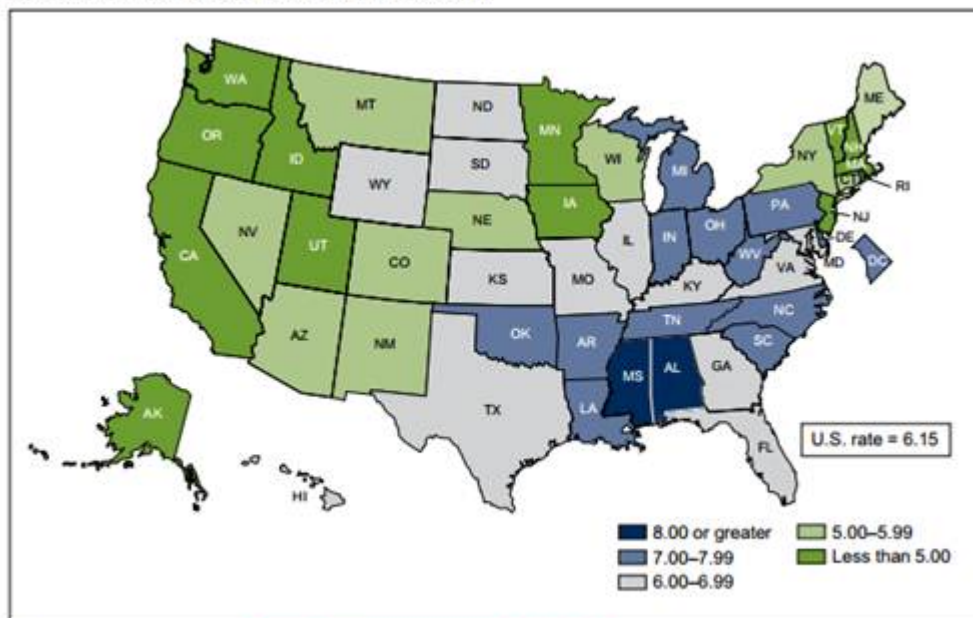 WA
MT
ND
MN
ME
OR
ID
SD
WI
NY
VT
NH
WY
MI
CT
RI
IA
PA
NJ
NE
NV
UT
IL
IN
OH
DE
CA
CO
WV
MD
DC
KS
MO
VA
KY
NC
TN
AZ
NM
OK
AR
SC
MS
AL
GA
AK
TX
LA
FL
U.S. rate = 6.15
HI
8.00 or greater
7.00–7.99
6.00–6.99
5.00–5.99
Less than 5.00